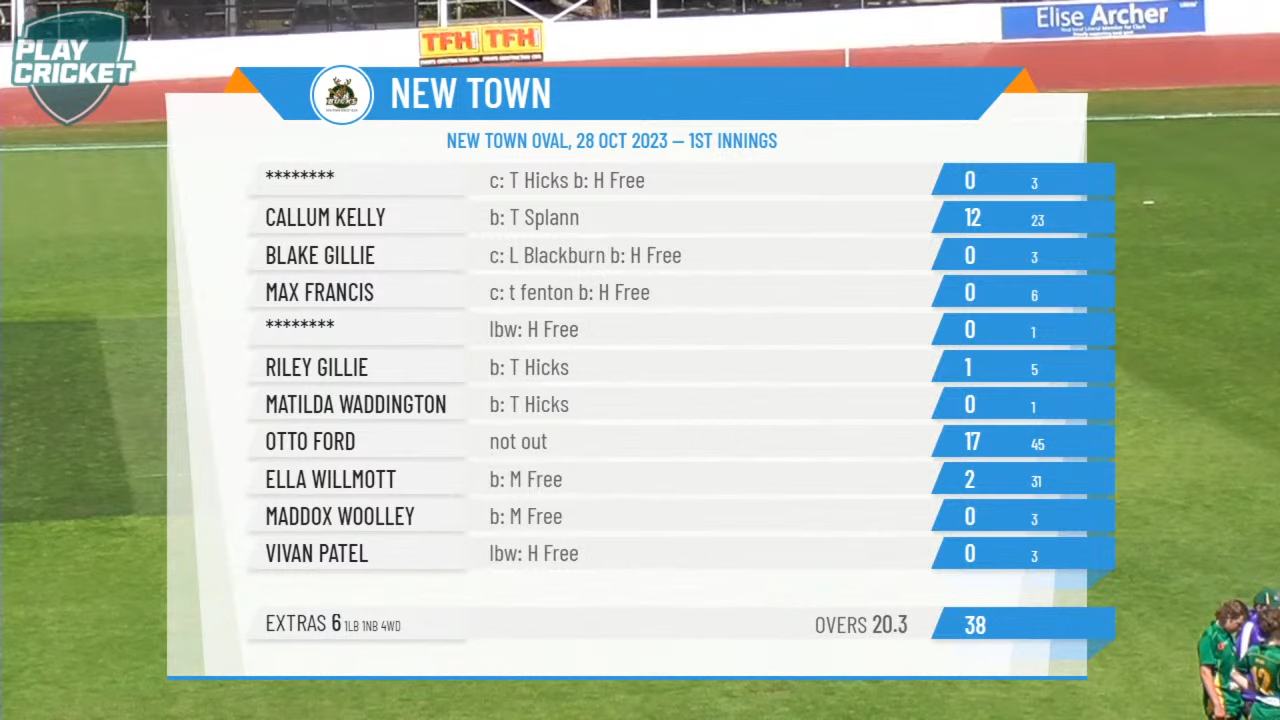 PLAY
CRICKET
TFH TFH
Elise Archer
BUCKS
NEW TOWN
NEW TOWN OVAL, 28 OCT 2023 – 1ST INNINGS
******** c: T Hicks b: H Free 0 3
CALLUM KELLY b: T Splann 12 23
BLAKE GILLIE c: L Blackburn b: H Free 0 3
MAX FRANCIS c: t fenton b: H Free 0 6
******** lbw: H Free 0 1
RILEY GILLIE b: T Hicks 1 5
MATILDA WADDINGTON b: T Hicks 0 1
OTTO FORD not out 17 45
ELLA WILLMOTT b: M Free 2 31
MADDOX WOOLLEY b: M Free 0 3
VIVAN PATEL lbw: H Free 0 3
EXTRAS 6 1LB 1NB 4WD OVERS 20.3 38
12